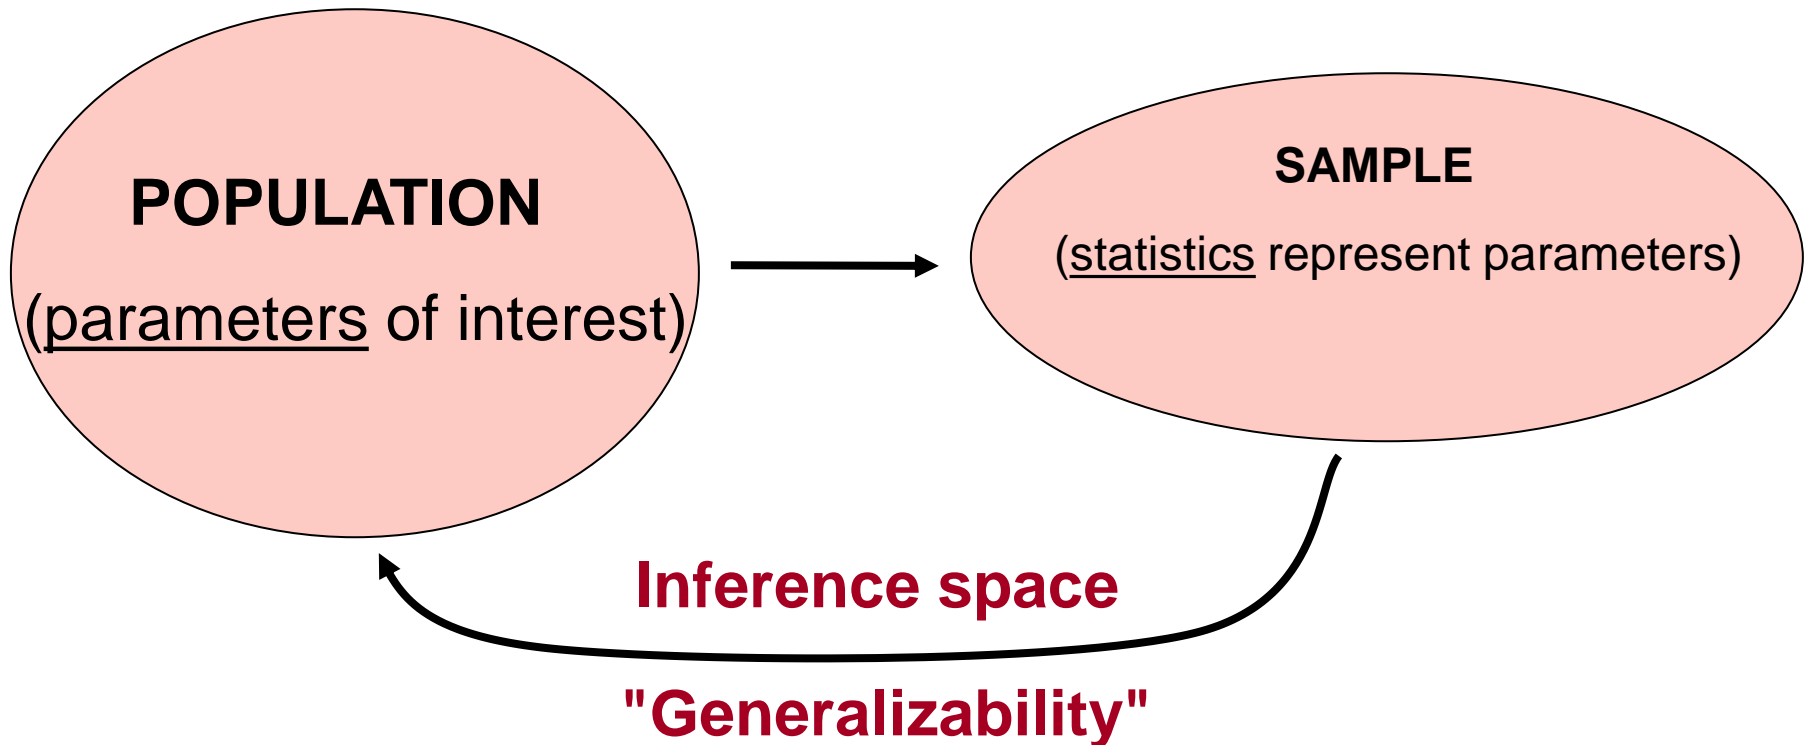 POPULATION
(parameters of interest)
SAMPLE
(statistics represent parameters)
Inference space
"Generalizability"